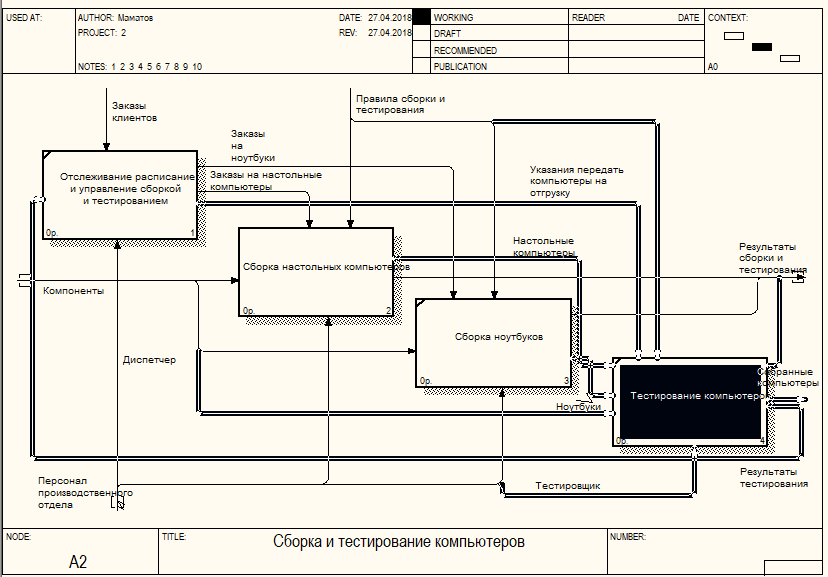 USED AT:
AUTHOR: Маматов
DATE: 27.04.2018
WORKING
READER
DATE
CONTEXT:
PROJECT: 2
REV: 27.04.2018
DRAFT
RECOMMENDED
NOTES: 1 2 3 4 5 6 7 8 9 10
PUBLICATION
A0
Заказы
клиентов
Правила сборки и
тестирования
Заказы
на
ноутбуки
Отслеживание расписание
и управление сборкой
и тестированием
0р.
1
Заказы на настольные
компьютеры
Указания передать
компьютеры на
отгрузку
Настольные
компьютеры
Результаты
сборки и
тестирования
Сборка настольных компьютеров
0р.
2
Компоненты
Сборка ноутбуков
0р.
3
Диспетчер
Собранные
компьютеры
Тестирование компьютеров
0р.
4
Ноутбуки
Персонал
производственного
отдела
Тестировщик
Результаты
тестирования
NODE:
A2
TITLE:
Сборка и тестирование компьютеров
NUMBER: